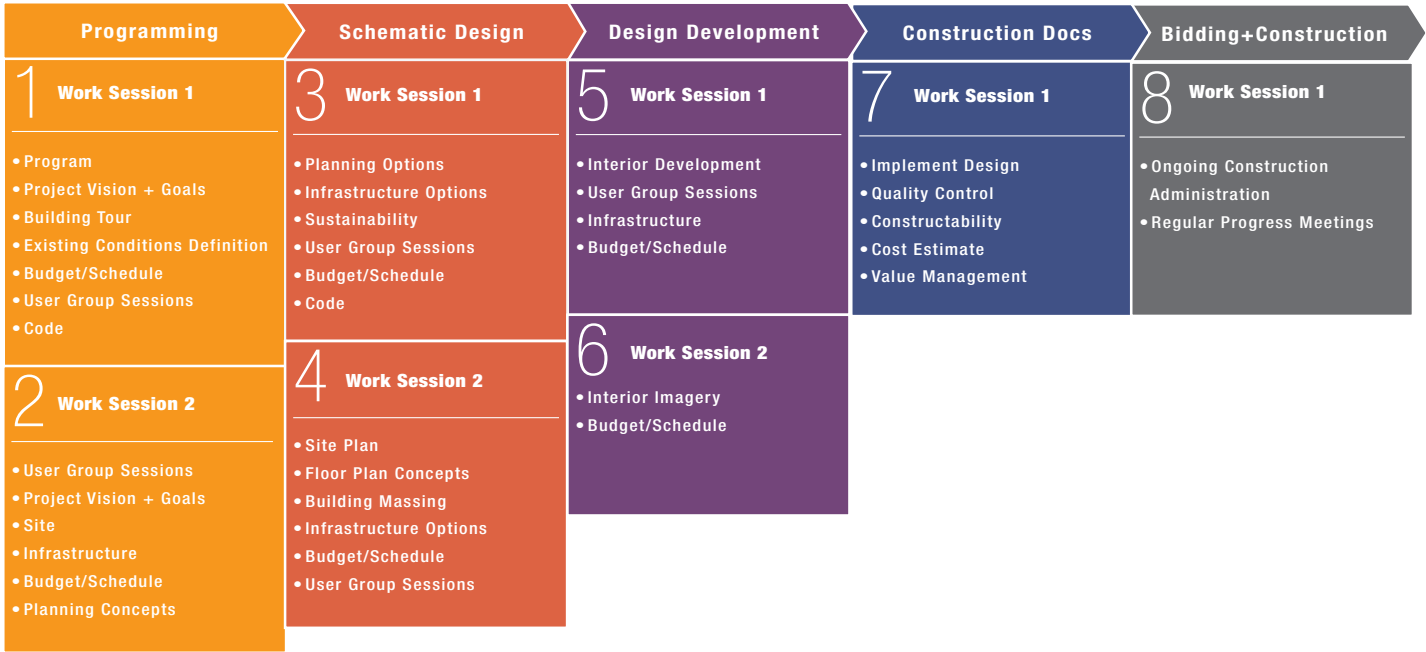 Programming
Schematic Design
Design Development
Construction Docs
Bidding+Construction
1 Work Session 1
• Program
• Project Vision + Goals
• Building Tour
• Existing Conditions Definition
• Budget/Schedule
• User Group Sessions
• Code
2 Work Session 2
• User Group Sessions
• Project Vision + Goals
• Site
• Infrastructure
• Budget/Schedule
• Planning Concepts
3 Work Session 1
• Planning Options
• Infrastructure Options
• Sustainability
• User Group Sessions
• Budget/Schedule
• Code
4 Work Session 2
• Site Plan
• Floor Plan Concepts
• Building Massing
• Infrastructure Options
• Budget/Schedule
• User Group Sessions
5 Work Session 1
• Interior Development
• User Group Sessions
• Infrastructure
• Budget/Schedule
6 Work Session 2
• Interior Imagery
• Budget/Schedule
7 Work Session 1
• Implement Design
• Quality Control
• Constructability
• Cost Estimate
• Value Management
8 Work Session 1
• Ongoing Construction
Administration
• Regular Progress Meetings